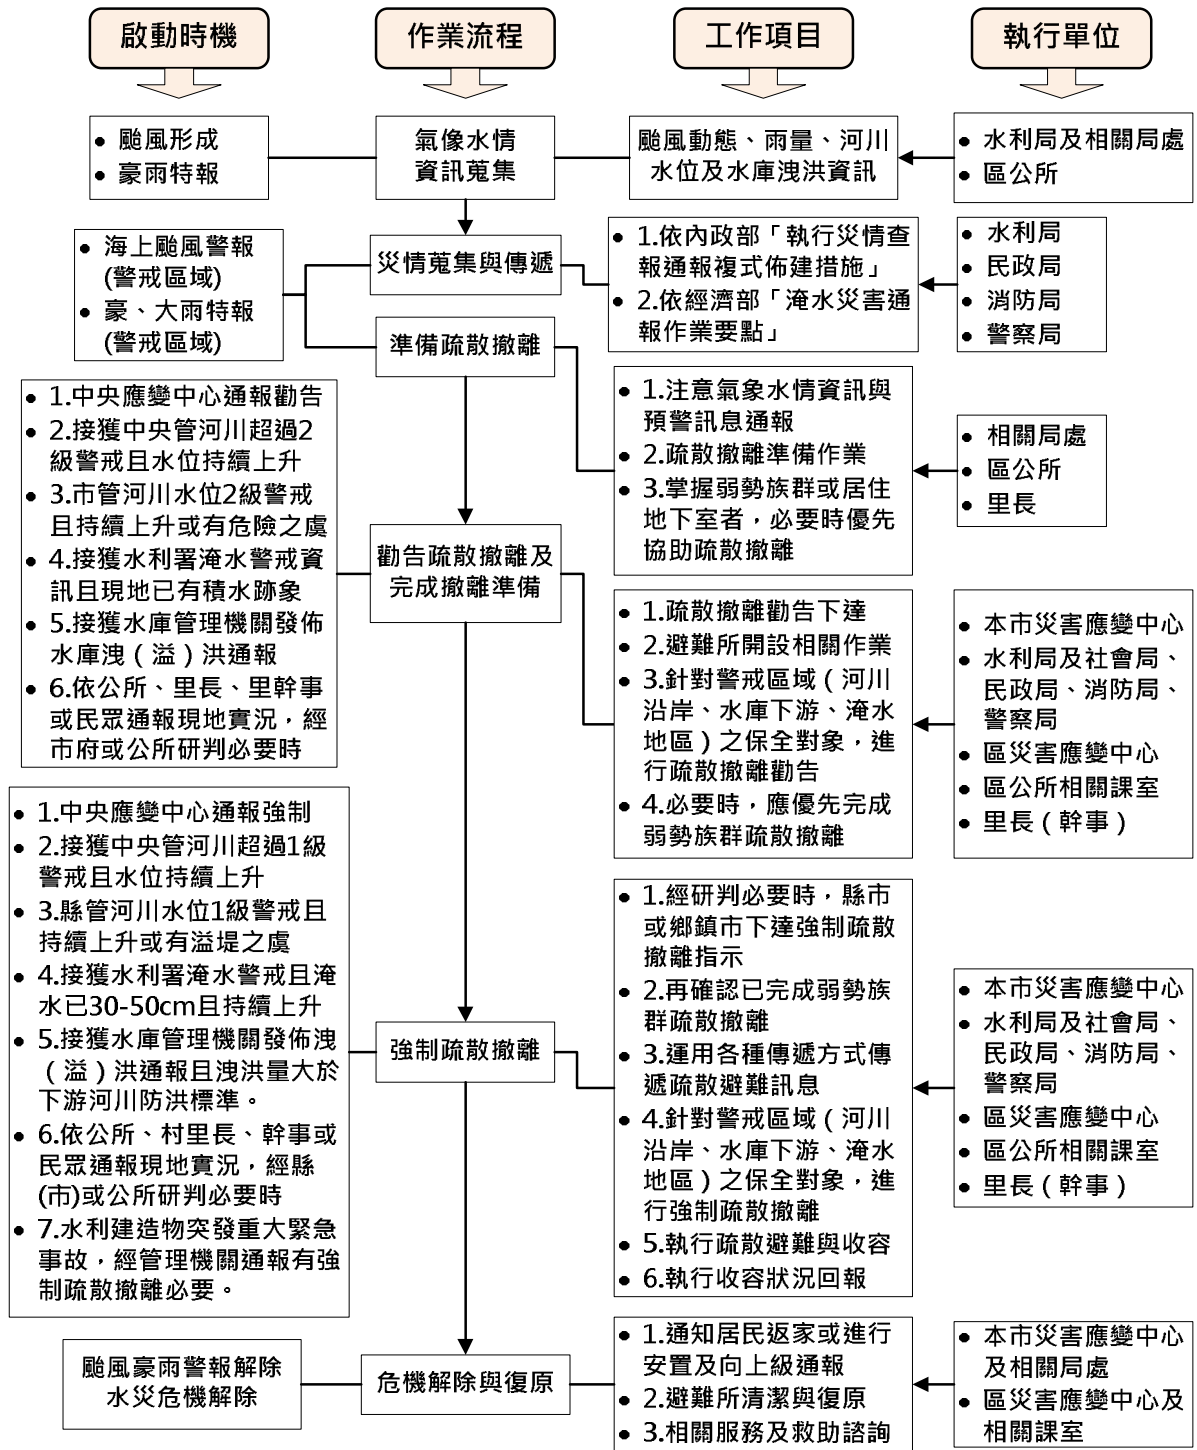 啟動時機
作業流程
工作項目
執行單位
• 颱風形成
• 豪雨特報
氣像水情
資訊蒐集
颱風動態、雨量、河川
水位及水庫洩洪資訊
• 水利局及相關局處
• 區公所
• 海上颱風警報
(警戒區域)
• 豪、大雨特報
(警戒區域)
災情蒐集與傳遞
• 1.依內政部「執行災情查
報通報複式佈建措施」
• 2.依經濟部「淹水災害通
報作業要點」
• 水利局
• 民政局
• 消防局
• 警察局
準備疏散撤離
• 1.注意氣象水情資訊與
預警訊息通報
• 2.疏散撤離準備作業
• 3.掌握弱勢族群或居住
地下室者，必要時優先
協助疏散撤離
• 相關局處
• 區公所
• 里長
• 1.中央應變中心通報勸告
• 2.接獲中央管河川超過2
級警戒且水位持續上升
• 3.市管河川水位2級警戒
且持續上升或有危險之虞
• 4.接獲水利署淹水警戒資
訊且現地已有積水跡象
• 5.接獲水庫管理機關發佈
水庫洩（溢）洪通報
• 6.依公所、里長、里幹事
或民眾通報現地實況，經
市府或公所研判必要時
勸告疏散撤離及
完成撤離準備
• 1.疏散撤離勸告下達
• 2.避難所開設相關作業
• 3.針對警戒區域（河川
沿岸、水庫下游、淹水
地區）之保全對象，進
行疏散撤離勸告
• 4.必要時，應優先完成
弱勢族群疏散撤離
• 本市災害應變中心
• 水利局及社會局、
民政局、消防局、
警察局
• 區災害應變中心
• 區公所相關課室
• 里長（幹事）
• 1.中央應變中心通報強制
• 2.接獲中央管河川超過1級
警戒且水位持續上升
• 3.縣管河川水位1級警戒且
持續上升或有溢堤之虞
• 4.接獲水利署淹水警戒且淹
水已30-50cm且持續上升
• 5.接獲水庫管理機關發佈洩
（溢）洪通報且洩洪量大於
下游河川防洪標準。
• 6.依公所、村里長、幹事或
民眾通報現地實況，經縣
(市)或公所研判必要時
• 7.水利建造物突發重大緊急
事故，經管理機關通報有強
制疏散撤離必要。
強制疏散撤離
• 1.經研判必要時，縣市
或鄉鎮市下達強制疏散
撤離指示
• 2.再確認已完成弱勢族
群疏散撤離
• 3.運用各種傳遞方式傳
遞疏散避難訊息
• 4.針對警戒區域（河川
沿岸、水庫下游、淹水
地區）之保全對象，進
行強制疏散撤離
• 5.執行疏散避難與收容
• 6.執行收容狀況回報
• 本市災害應變中心
• 水利局及社會局、
民政局、消防局、
警察局
• 區災害應變中心
• 區公所相關課室
• 里長（幹事）
颱風豪雨警報解除
水災危機解除
危機解除與復原
• 1.通知居民返家或進行
安置及向上級通報
• 2.避難所清潔與復原
• 3.相關服務及救助諮詢
• 本市災害應變中心
及相關局處
• 區災害應變中心及
相關課室